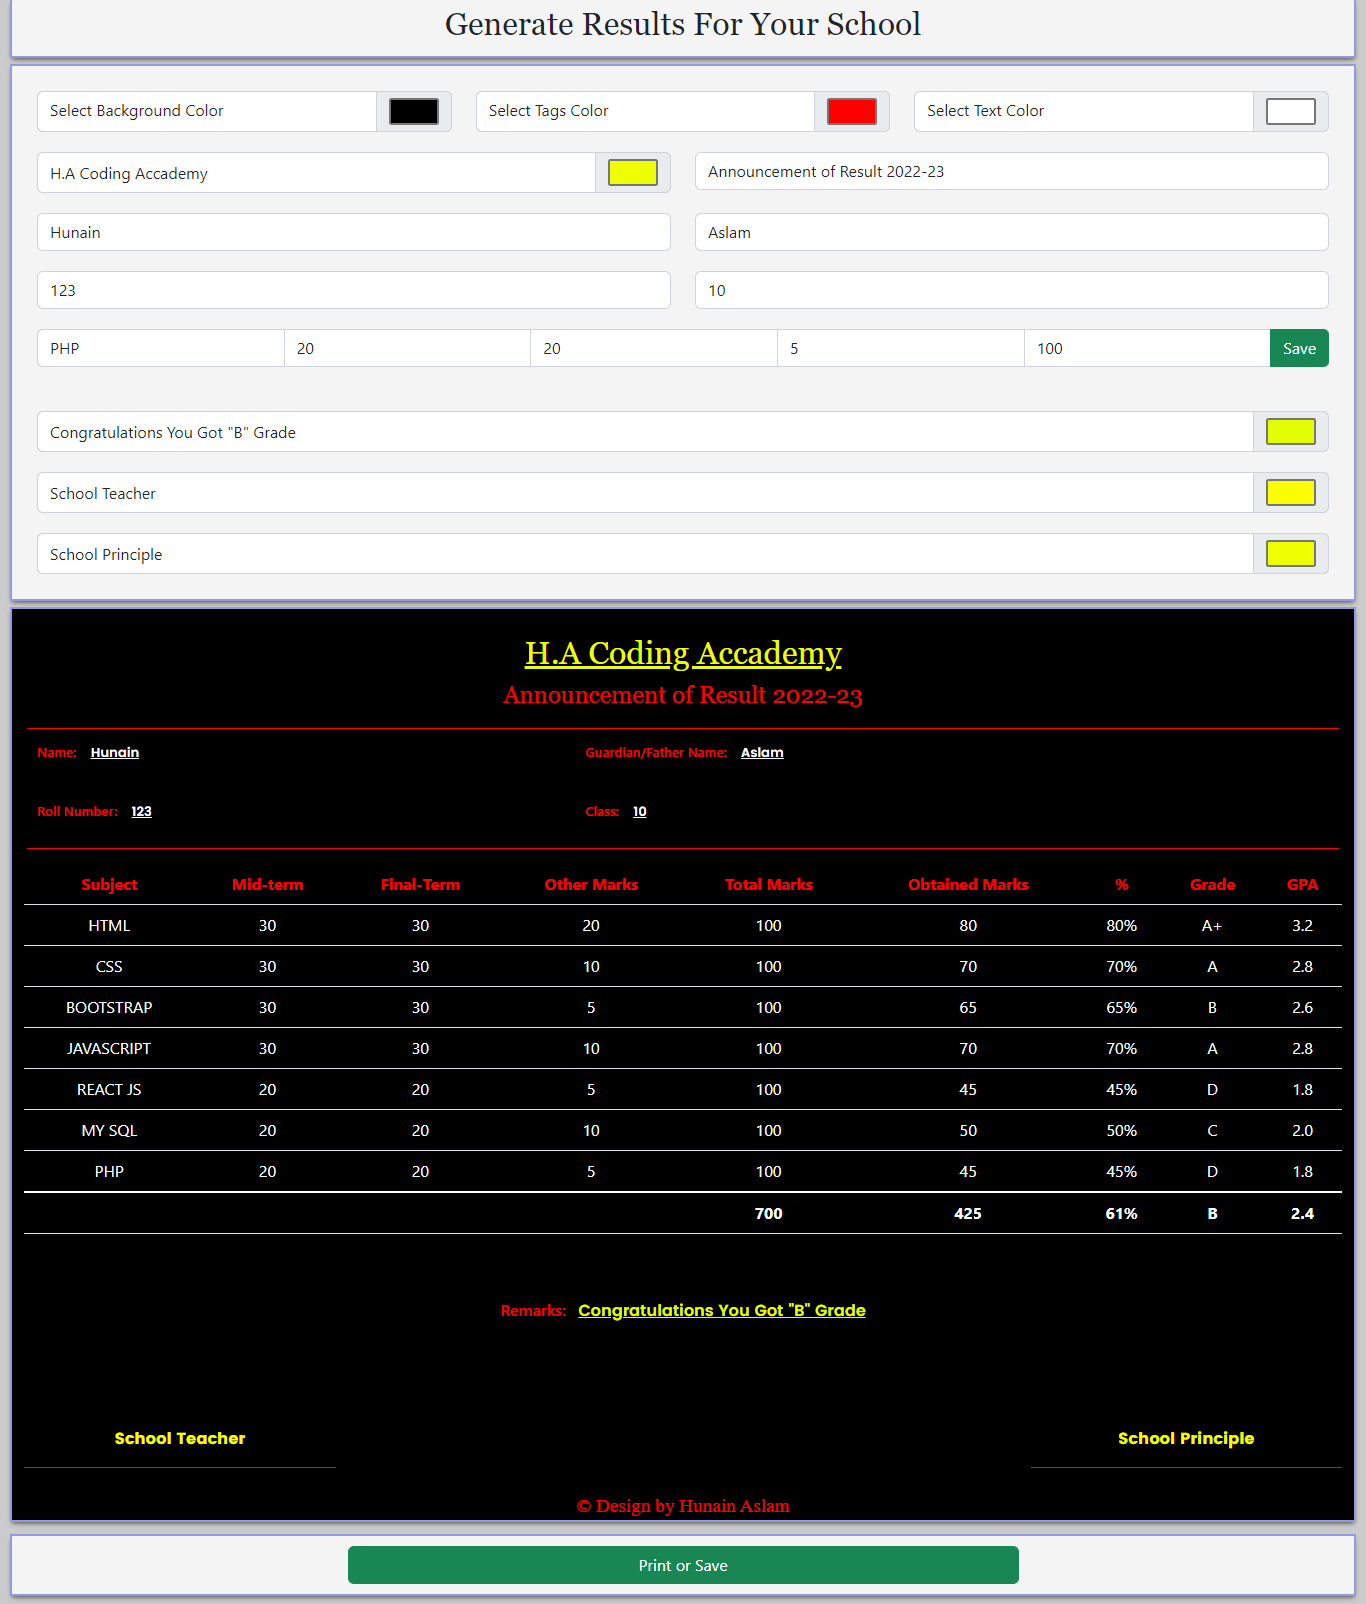 Generate Results For Your School
Select Background Color Select Tags Color Select Text Color
H.A Coding Accademy Announcement of Result 2022-23
Hunain Aslam
123 10
PHP 20 20 5 100 Save
Congratulations You Got "B" Grade
School Teacher
School Principle
H.A Coding Accademy
Announcement of Result 2022-23
Name: Hunain Guardian/Father Name: Aslam
Roll Number: 123 Class: 10
Subject Mid-term Final-Term Other Marks Total Marks Obtained Marks % Grade GPA
HTML 30 30 20 100 80 80% A+ 3.2
CSS 30 30 10 100 70 70% A 2.8
BOOTSTRAP 30 30 5 100 65 65% B 2.6
JAVASCRIPT 30 30 10 100 70 70% A 2.8
REACT JS 20 20 5 100 45 45% D 1.8
MY SQL 20 20 10 100 50 50% C 2.0
PHP 20 20 5 100 45 45% D 1.8
700 425 61% B 2.4
Remarks: Congratulations You Got "B" Grade
School Teacher School Principle
© Design by Hunain Aslam
Print or Save